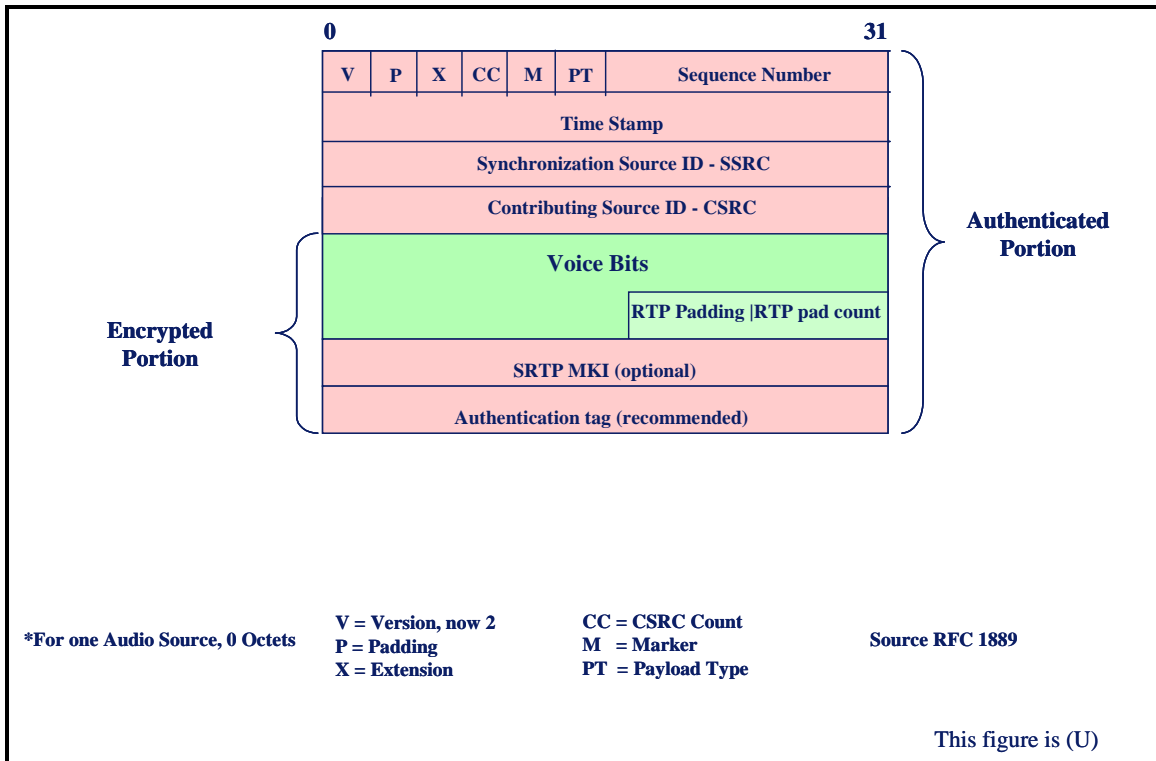 0 31
V P X CC M PT Sequence Number
Time Stamp
Synchronization Source ID - SSRC
Contributing Source ID - CSRC
Authenticated
Portion
Voice Bits
RTP Padding |RTP pad count
Encrypted
Portion
SRTP MKI (optional)
Authentication tag (recommended)
*For one Audio Source, 0 Octets
V = Version, now 2
P = Padding
X = Extension
CC = CSRC Count
M = Marker
PT = Payload Type
Source RFC 1889
This figure is (U)